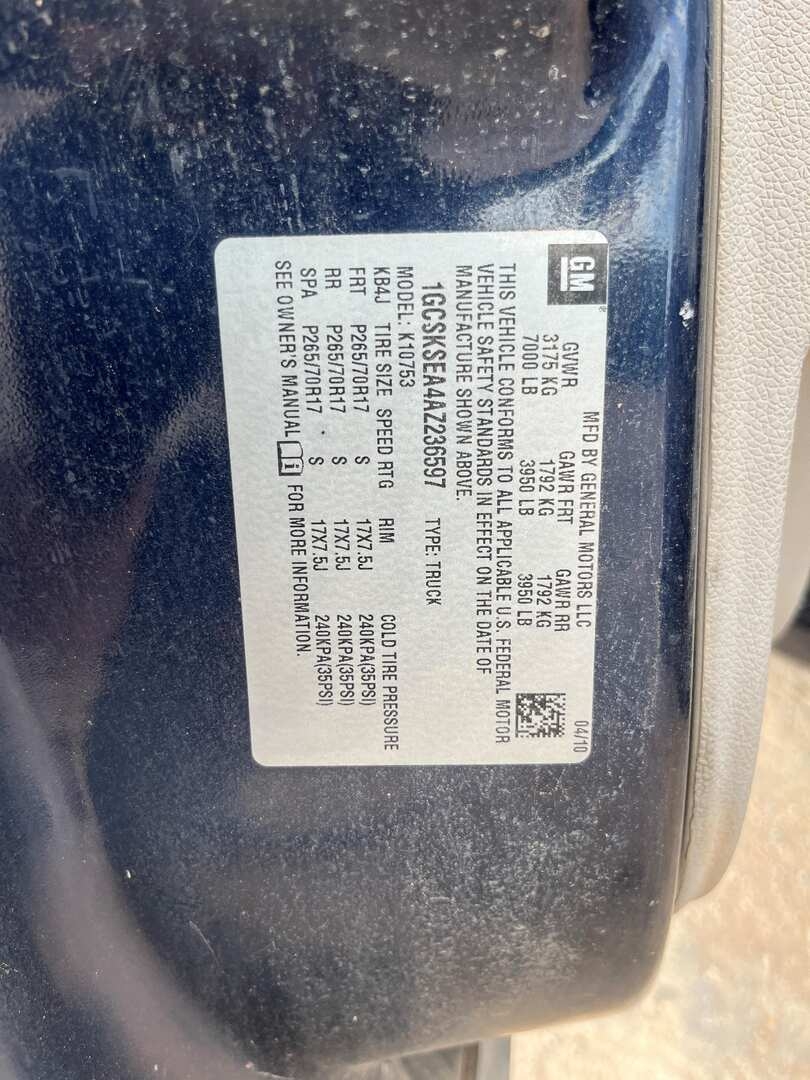 GM
MFD BY GENERAL MOTORS LLC 04/10
GVWR GAWR FRT GAWR RR
3175 KG 1792 KG 1792 KG
7000 LB 3950 LB 3950 LB
THIS VEHICLE CONFORMS TO ALL APPLICABLE U.S. FEDERAL MOTOR
VEHICLE SAFETY STANDARDS IN EFFECT ON THE DATE OF
MANUFACTURE SHOWN ABOVE.
1GCSKSEA4AZ236597 TYPE: TRUCK
MODEL: K10753
KB4J TIRE SIZE SPEED RTG RIM COLD TIRE PRESSURE
FRT P265/70R17 S 17X7.5J 240KPA(35PSI)
RR P265/70R17 S 17X7.5J 240KPA(35PSI)
SPA P265/70R17 S 17X7.5J 240KPA(35PSI)
SEE OWNER'S MANUAL i FOR MORE INFORMATION.